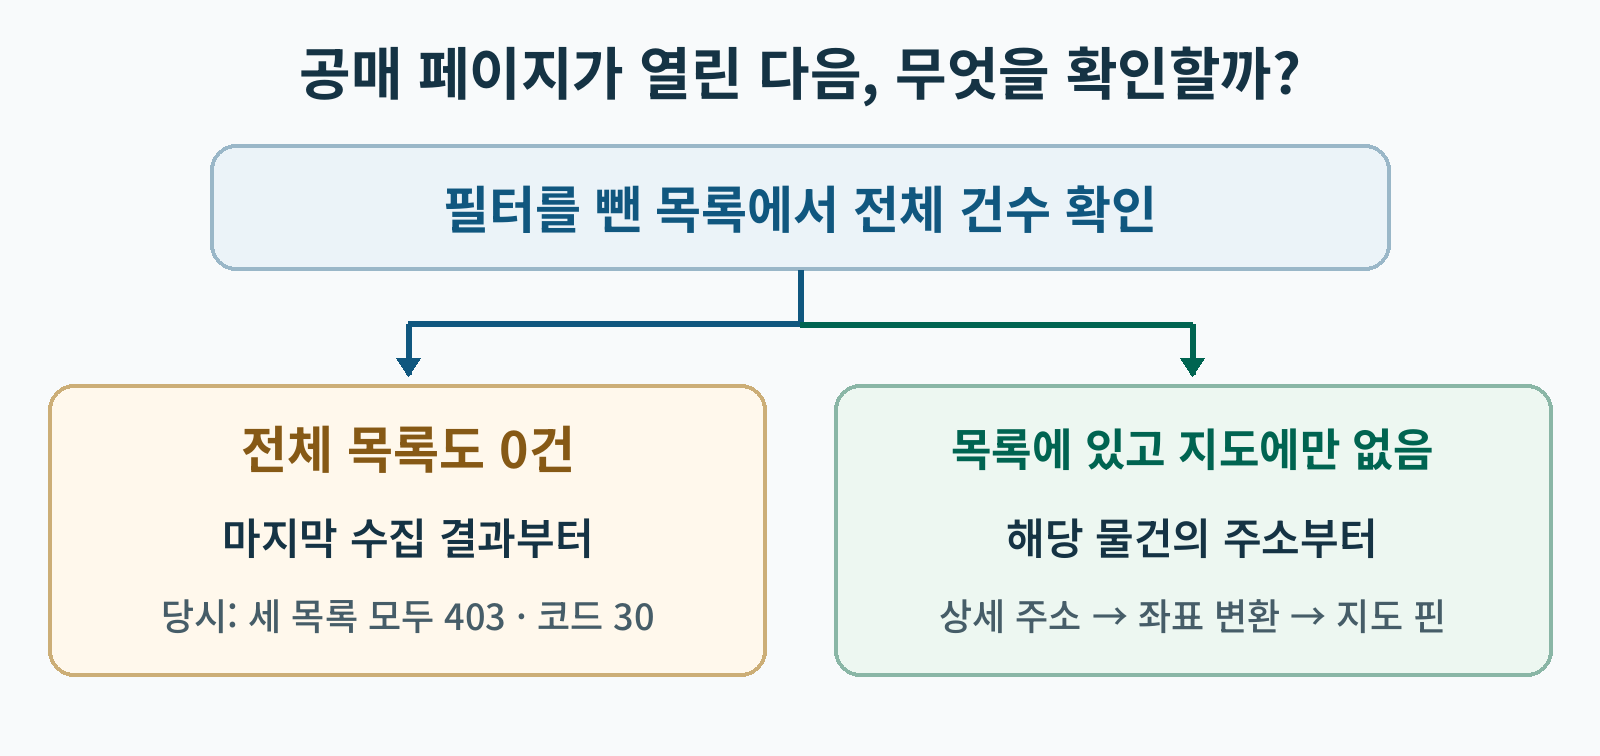 공매 페이지가 열린 다음, 무엇을 확인할까?
필터를 뺀 목록에서 전체 건수 확인
전체 목록도 0건
마지막 수집 결과부터
당시: 세 목록 모두 403 · 코드 30
목록에 있고 지도에만 없음
해당 물건의 주소부터
상세 주소 → 좌표 변환 → 지도 핀